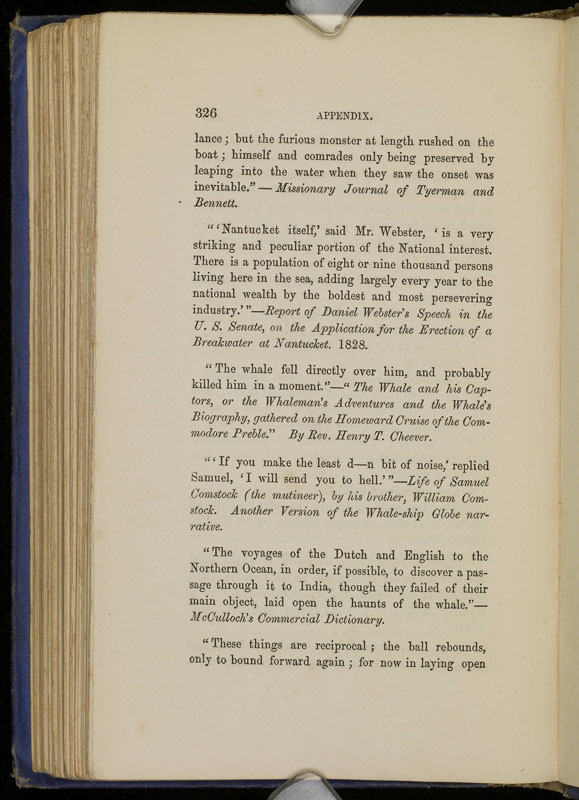 326 APPENDIX.
lance; but the furious monster at length rushed on the
boat; himself and comrades only being preserved by
leaping into the water when they saw the onset was
inevitable.”—Missionary Journal of Tyerman and
Bennett.
“‘Nantucket itself,’ said Mr. Webster, ‘is a very
striking and peculiar portion of the National interest.
There is a population of eight or nine thousand persons
living here in the sea, adding largely every year to the
national wealth by the boldest and most persevering
industry.’”—Report of Daniel Webster's Speech in the
U. S. Senate, on the Application for the Erection of a
Breakwater at Nantucket. 1828.
“The whale fell directly over him, and probably
killed him in a moment.”—“The Whale and his Cap-
tors, or the Whaleman's Adventures and the Whale's
Biography, gathered on the Homeward Cruise of the Com-
modore Preble.” By Rev. Henry T. Cheever.
“‘If you make the least d—n bit of noise,’ replied
Samuel, ‘I will send you to hell.’”—Life of Samuel
Comstock (the mutineer), by his brother, William Com-
stock. Another Version of the Whale-ship Globe nar-
rative.
“The voyages of the Dutch and English to the
Northern Ocean, in order, if possible, to discover a pas-
sage through it to India, though they failed of their
main object, laid open the haunts of the whale.”—
McCulloch's Commercial Dictionary.
“These things are reciprocal; the ball rebounds,
only to bound forward again; for now in laying open